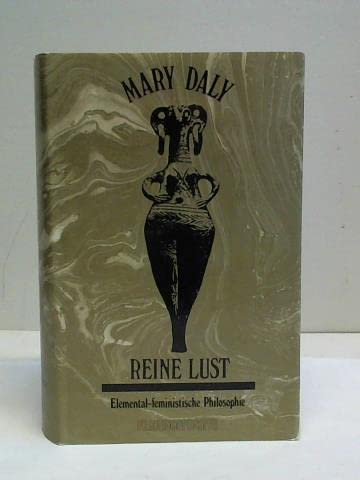 MARY DALY
REINE LUST
Elemental-feministische Philosophie